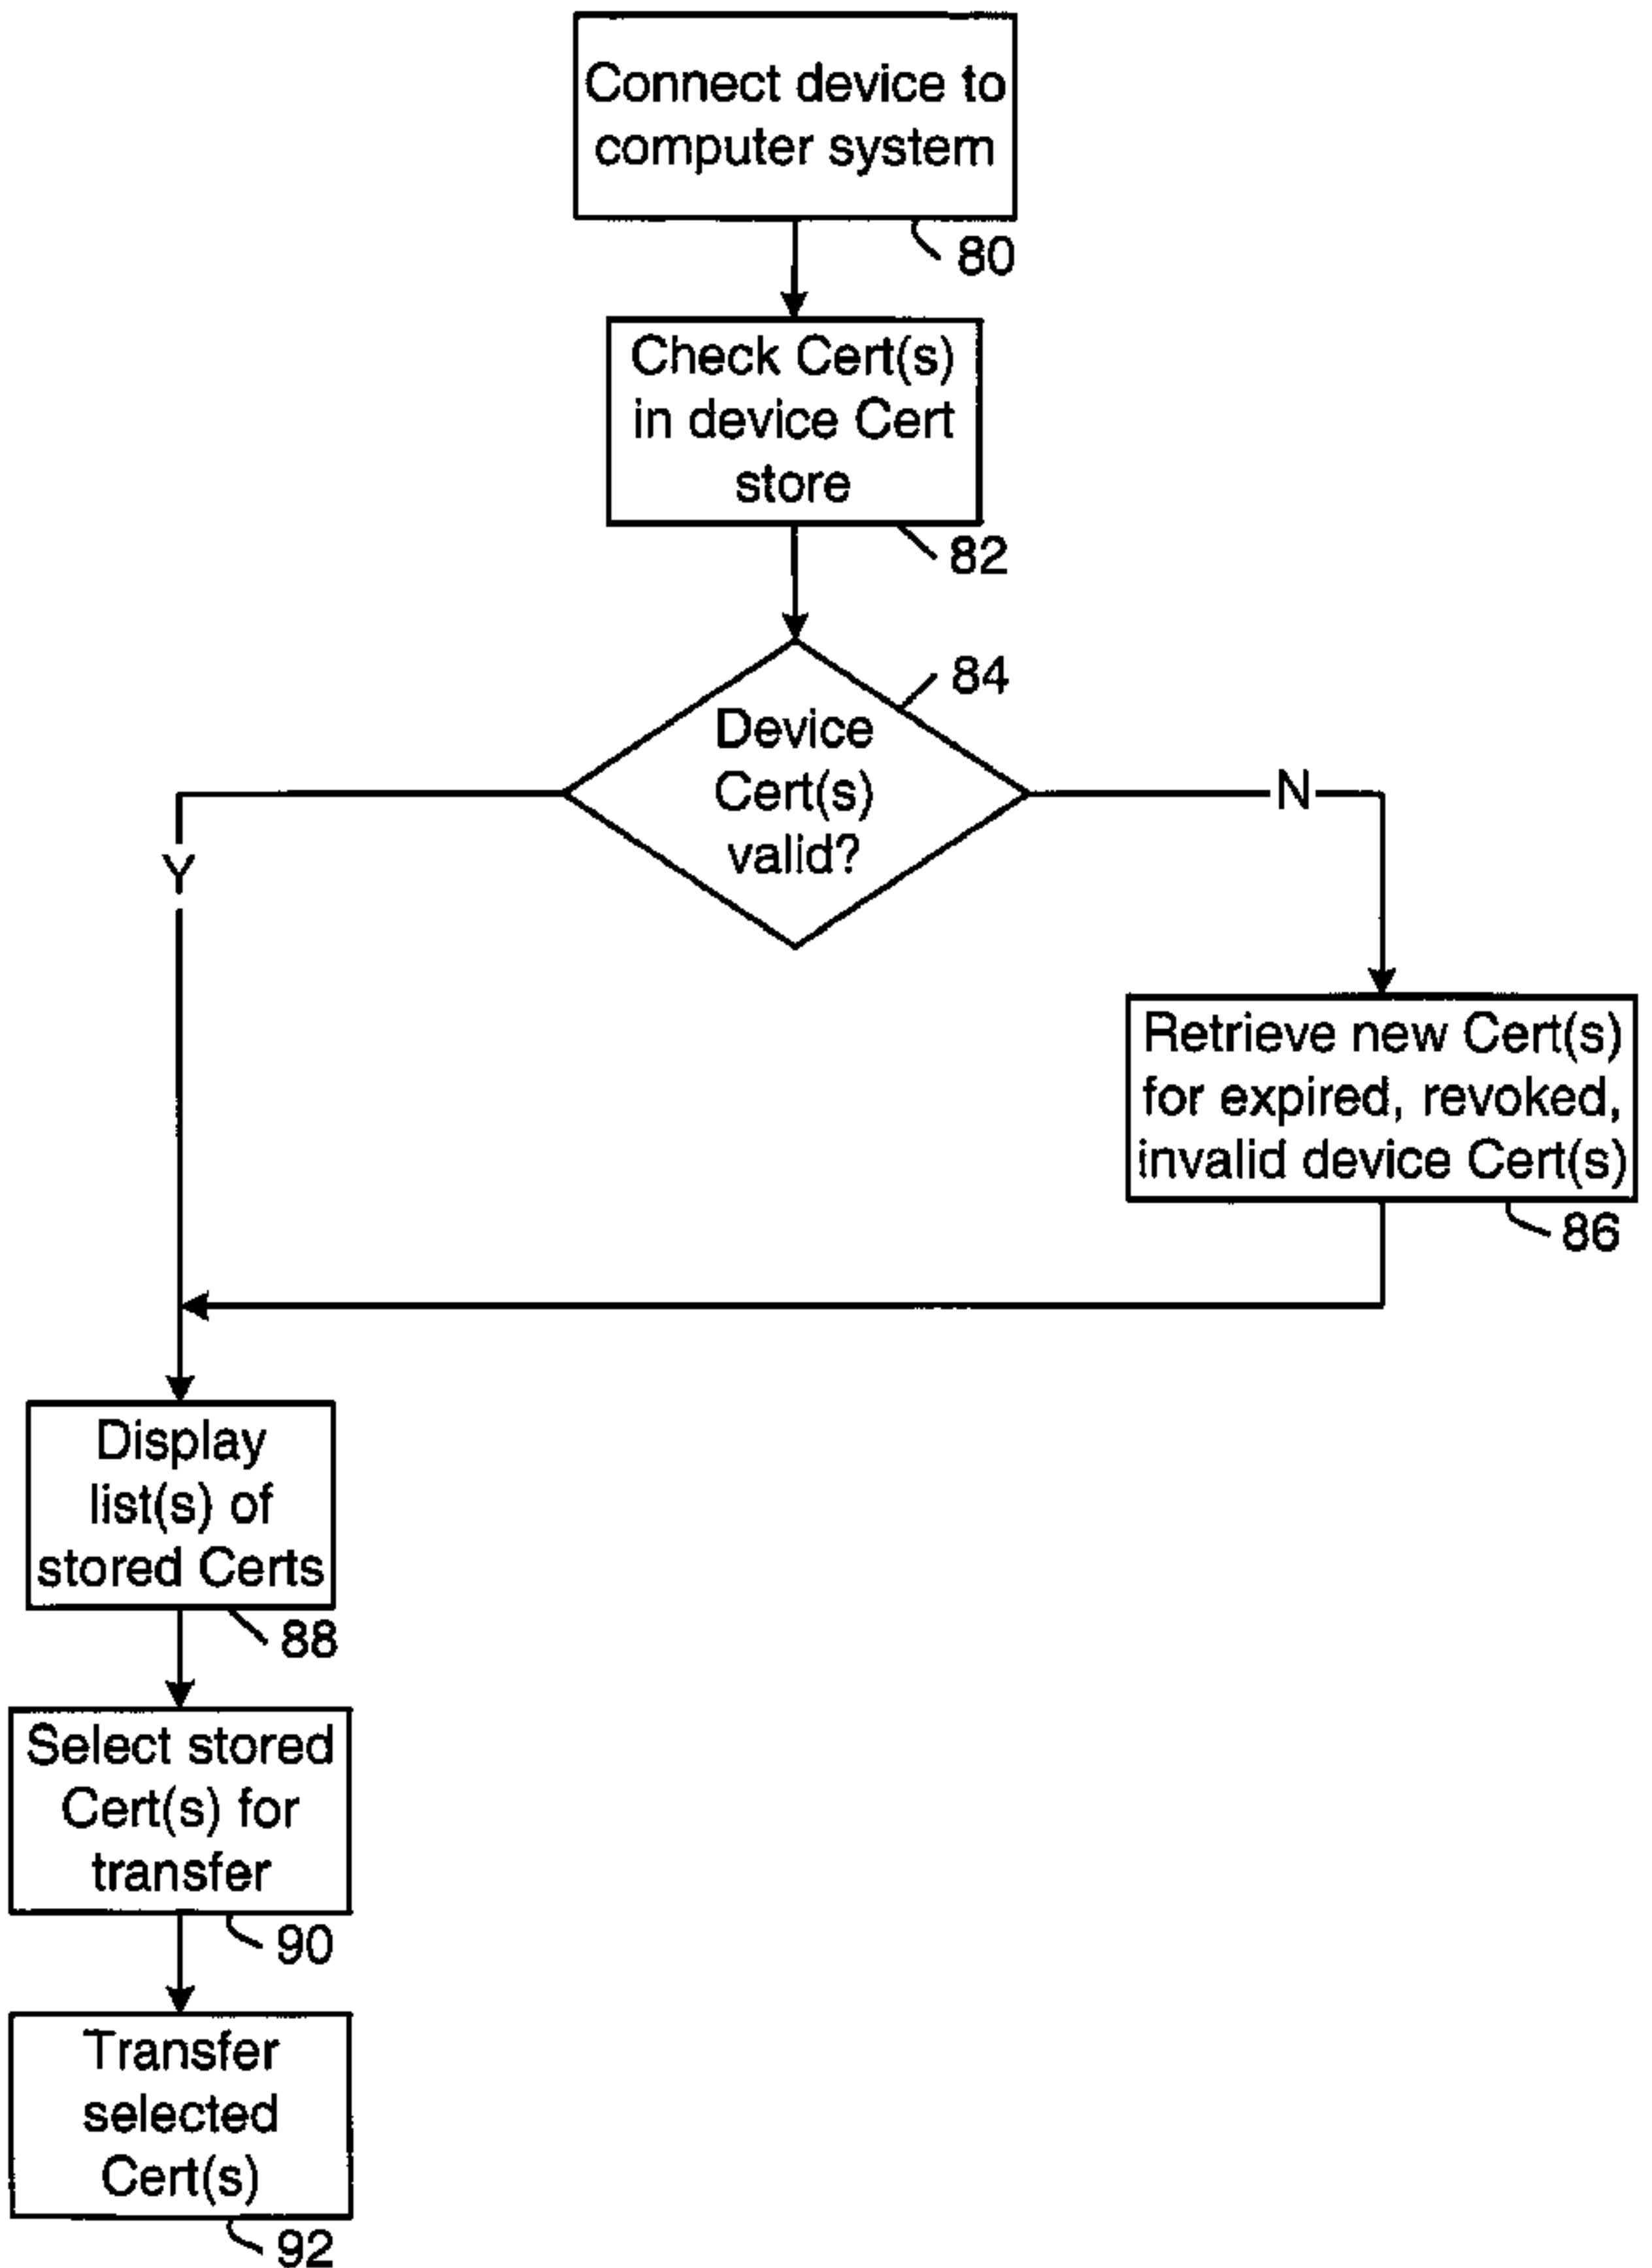 Connect device to
computer system
80
Check Cert(s)
in device Cert
store
82
84
Device
Cert(s)
valid?
N
Y
Retrieve new Cert(s)
for expired, revoked,
invalid device Cert(s)
86
Display
list(s) of
stored Certs
88
Select stored
Cert(s) for
transfer
90
Transfer
selected
Cert(s)
92